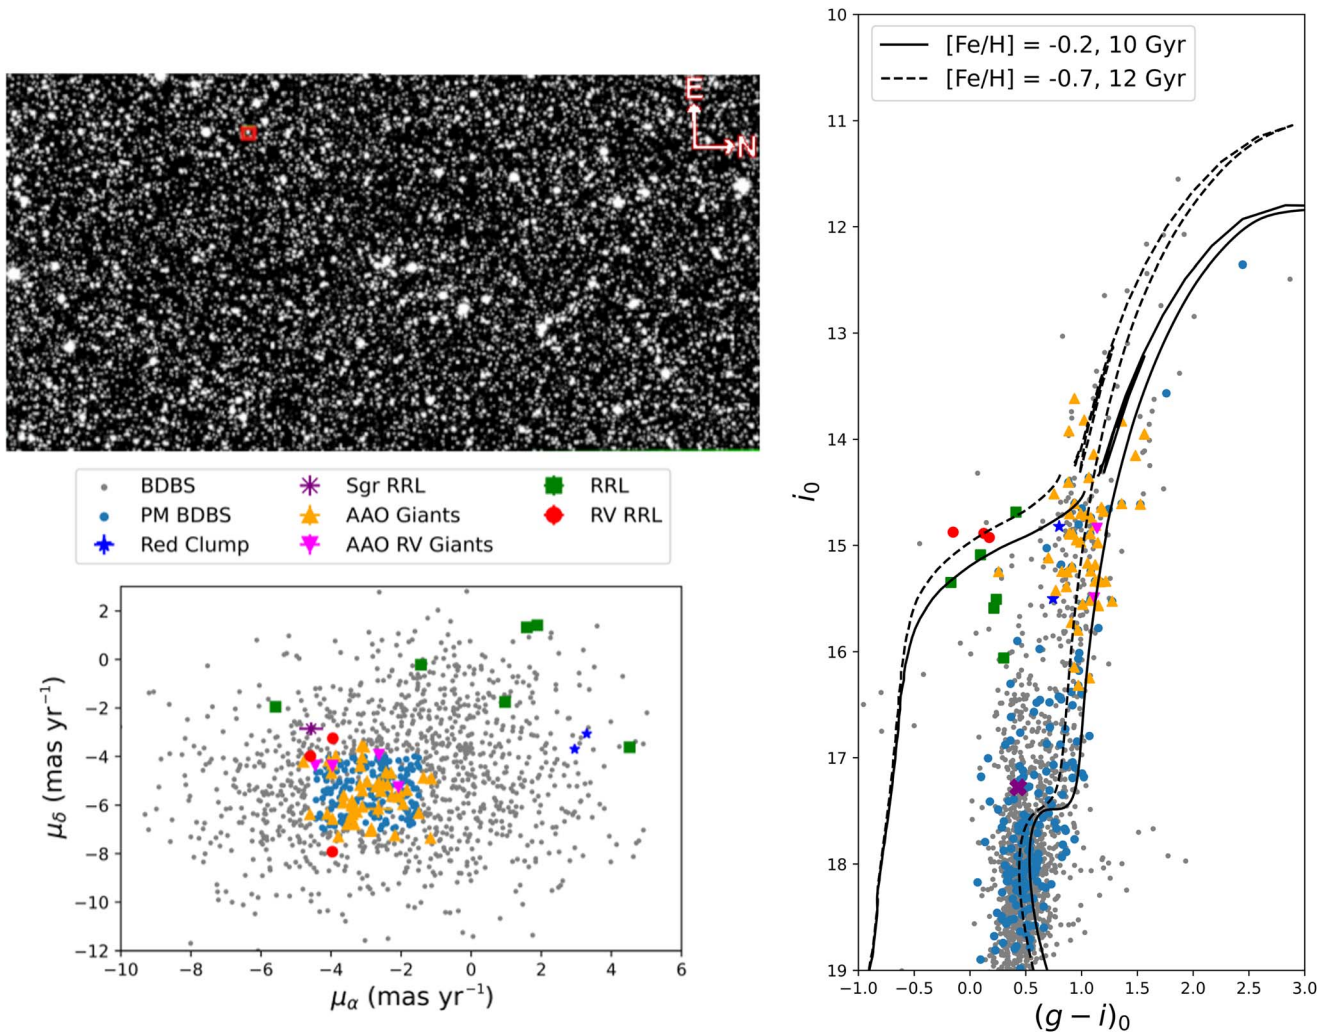 E
N
BDBS
PM BDBS
Red Clump
Sgr RRL
AAO Giants
AAO RV Giants
RRL
RV RRL
2
0
−2
−4
−6
−8
−10
−12
μδ (mas yr⁻¹)
−10
−8
−6
−4
−2
0
2
4
6
μα (mas yr⁻¹)
[Fe/H] = -0.2, 10 Gyr
[Fe/H] = -0.7, 12 Gyr
10
11
12
13
14
15
16
17
18
19
i₀
−1.0
−0.5
0.0
0.5
1.0
1.5
2.0
2.5
3.0
(g − i)₀